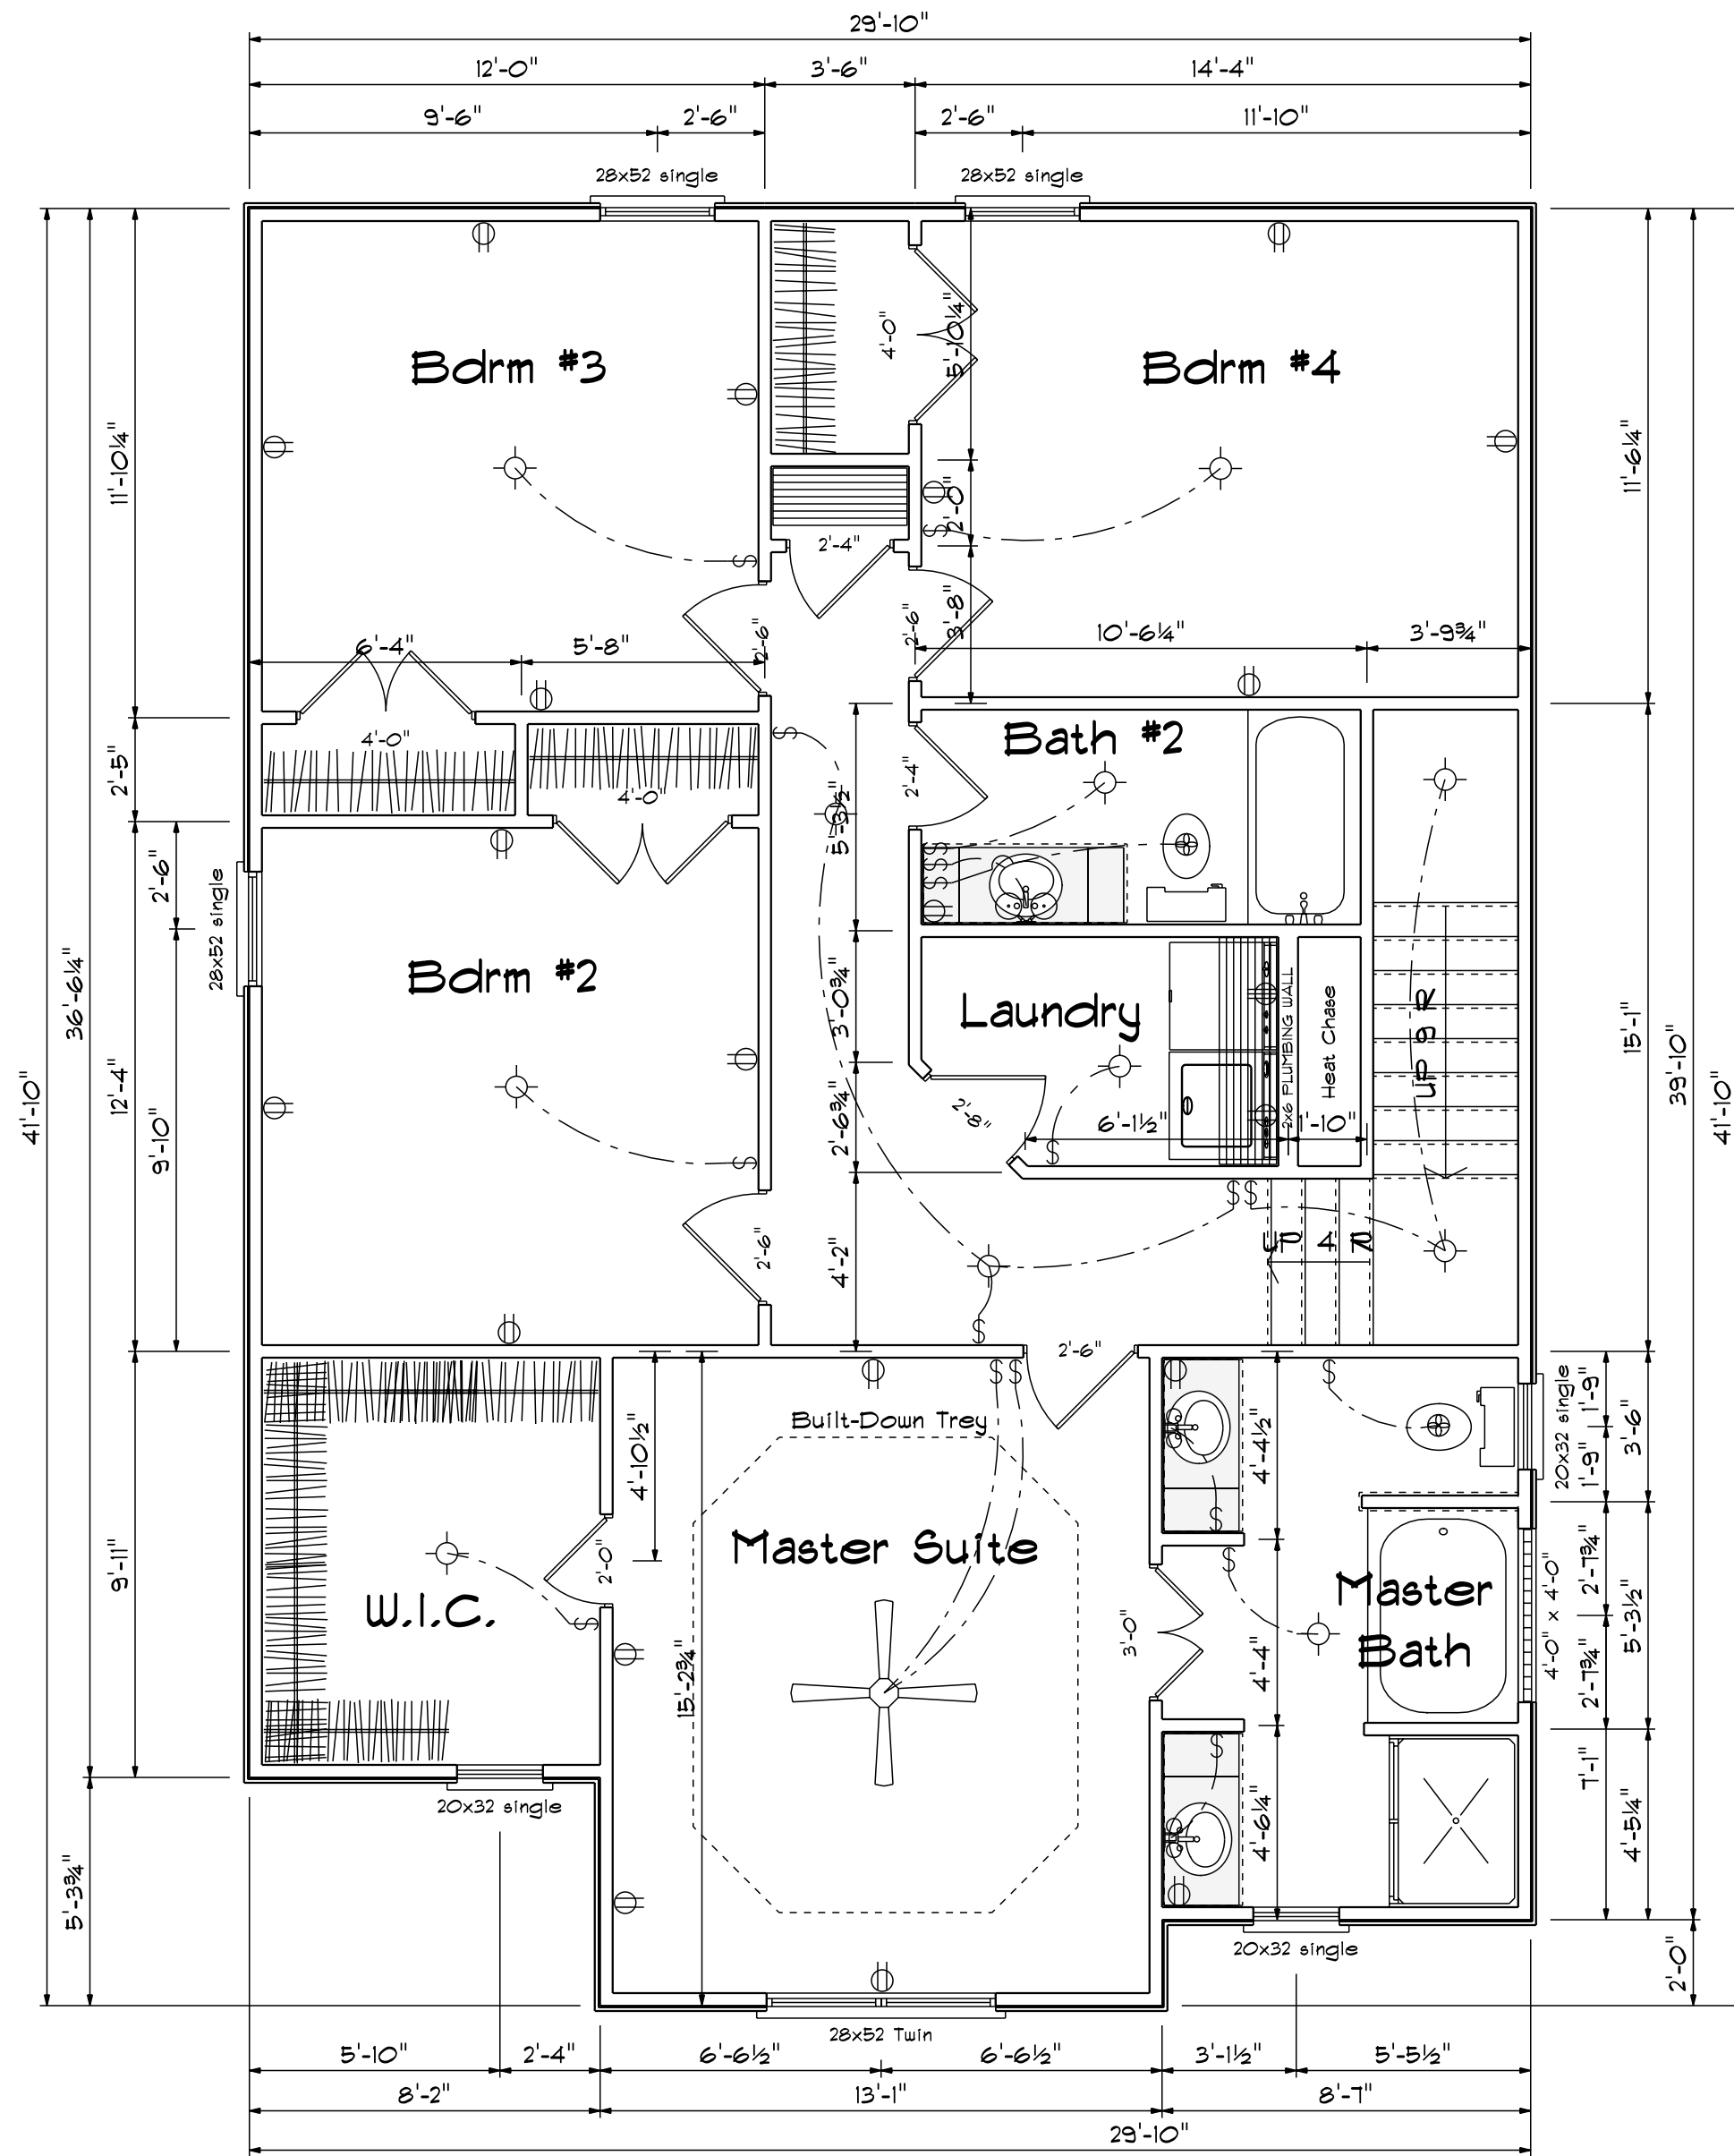 29'-10"
12'-0" 3'-6" 14'-4"
9'-6" 2'-6" 2'-6" 11'-10"
28x52 single 28x52 single
4'-0" 5'-10¼"
Bdrm #3 Bdrm #4
11'-10¼" 11'-6¼"
2'-0"
2'-4"
2'-6" 2'-6" 3'-8"
6'-4" 5'-8" 10'-6¼" 3'-9¾"
4'-0" Bath #2
2'-5" 2'-4"
4'-0" 5'-3½"
2'-6"
28x52 single
Bdrm #2
36'-6¼" Laundry 3'-0¾"
2x6 PLUMBING WALL Heat Chase UP 9 R
15'-1" 39'-10"
41'-10" 12'-4" 9'-10" 2'-6¾" 2'-8" 6'-1½" 1'-10" 41'-10"
2'-6" 4'-2" UP 4 R
2'-6"
20x32 single 1'-9" 3'-6"
Built-Down Trey
4'-10½" 4'-4½" 1'-9"
9'-11" Master Suite
2'-0" 4'-0" x 4'-0" 2'-7¾" 5'-3½"
W.I.C. Master
3'-0" Bath
15'-2¾" 4'-4" 2'-7¾"
7'-1"
20x32 single
4'-6¼" 4'-5¼"
5'-3¾"
20x32 single 2'-0"
28x52 Twin
5'-10" 2'-4" 6'-6½" 6'-6½" 3'-1½" 5'-5½"
8'-2" 13'-1" 8'-7"
29'-10"